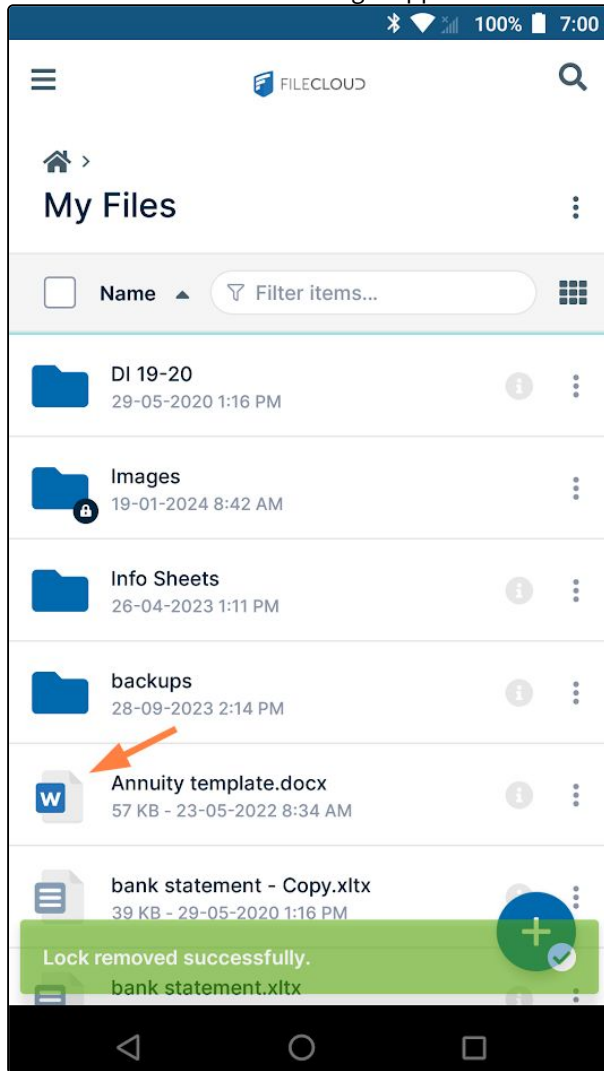 100% 7:00
FILECLOUD
My Files
Name Filter items...
DI 19-20
29-05-2020 1:16 PM
Images
19-01-2024 8:42 AM
Info Sheets
26-04-2023 1:11 PM
backups
28-09-2023 2:14 PM
W
Annuity template.docx
57 KB - 23-05-2022 8:34 AM
bank statement - Copy.xltx
39 KB - 29-05-2020 1:16 PM
Lock removed successfully.
bank statement.xltx